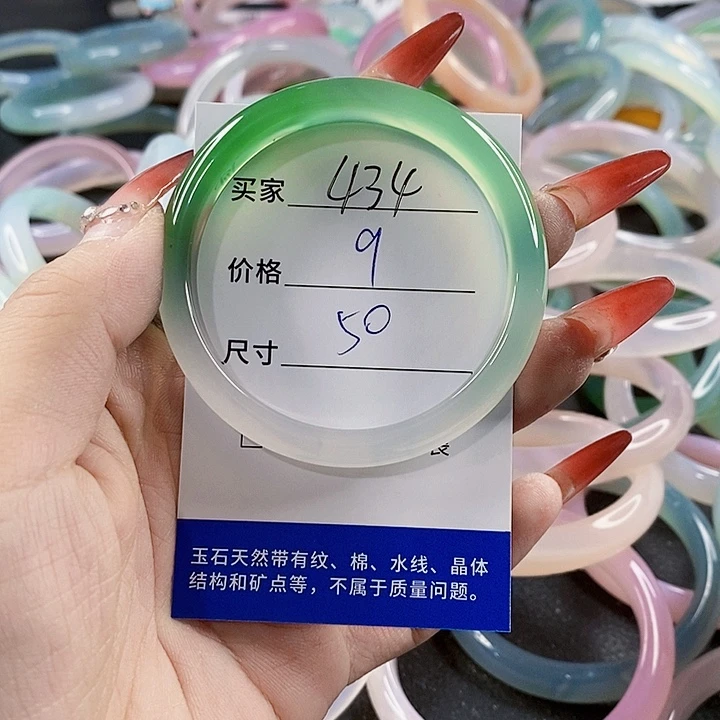 买家 434
价格 9
尺寸 50
玉石天然带有纹、棉、水线、晶体
结构和矿点等，不属于质量问题。